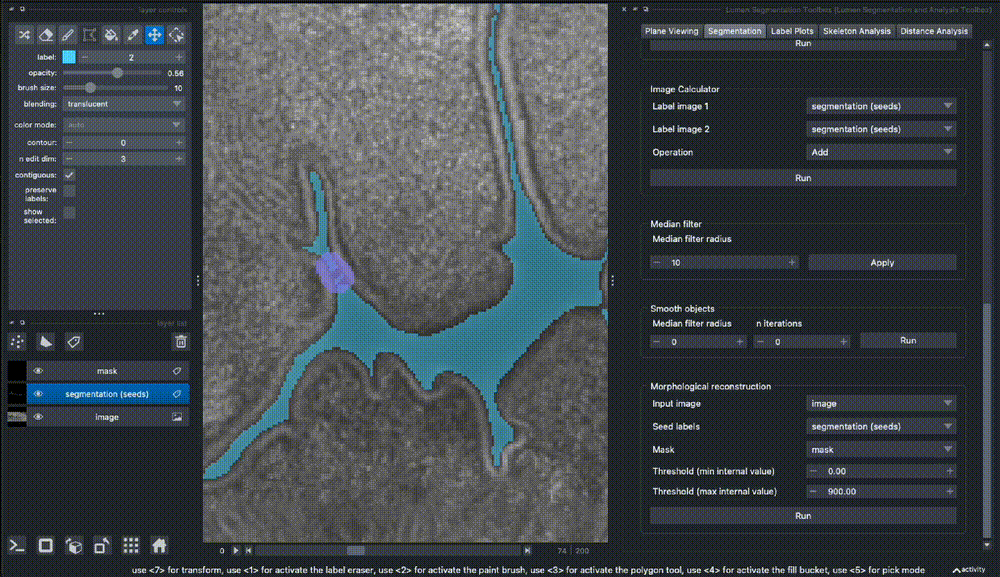 layer controls
label: 2
opacity: 0.56
brush size: 10
blending: translucent
color mode: auto
contour: 0
n edit dim: 3
contiguous:
preserve
labels:
show
selected:
layer list
mask
segmentation (seeds)
image
0 74 | 200
Lumen Segmentation Toolbox (Lumen Segmentation and Analysis Toolbox)
Plane Viewing Segmentation Label Plots Skeleton Analysis Distance Analysis
Run
Image Calculator
Label image 1 segmentation (seeds)
Label image 2 segmentation (seeds)
Operation Add
Run
Median filter
Median filter radius
10 Apply
Smooth objects
Median filter radius n iterations
0 0 Run
Morphological reconstruction
Input image image
Seed labels segmentation (seeds)
Mask mask
Threshold (min internal value) 0.00
Threshold (max internal value) 900.00
Run
use <7> for transform, use <1> for activate the label eraser, use <2> for activate the paint brush, use <3> for activate the polygon tool, use <4> for activate the fill bucket, use <5> for pick mode activity